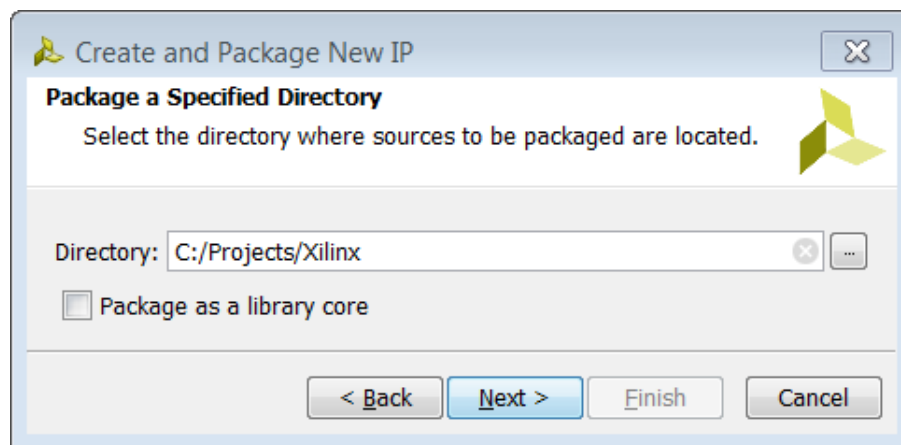 Create and Package New IP
Package a Specified Directory
Select the directory where sources to be packaged are located.
Directory: C:/Projects/Xilinx ...
Package as a library core
< Back Next > Finish Cancel